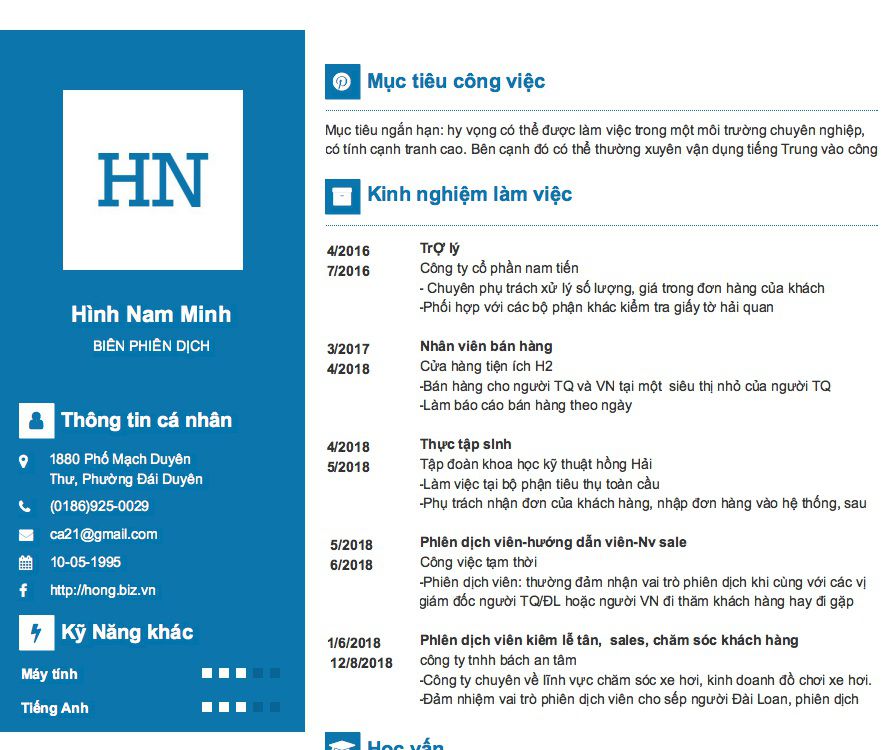 HN
Hình Nam Minh
BIÊN PHIÊN DỊCH
Thông tin cá nhân
1880 Phố Mạch Duyên
Thư, Phường Đái Duyên
(0186)925-0029
ca21@gmail.com
10-05-1995
http://hong.biz.vn
Kỹ Năng khác
Máy tính
Tiếng Anh
Mục tiêu công việc
Mục tiêu ngắn hạn: hy vọng có thể được làm việc trong một môi trường chuyên nghiệp,
có tính cạnh tranh cao. Bên cạnh đó có thể thường xuyên vận dụng tiếng Trung vào công
Kinh nghiệm làm việc
4/2016
7/2016
TrỢ lý
Công ty cổ phần nam tiến
- Chuyên phụ trách xử lý số lượng, giá trong đơn hàng của khách
-Phối hợp với các bộ phận khác kiểm tra giấy tờ hải quan
3/2017
4/2018
Nhân viên bán hàng
Cửa hàng tiện ích H2
-Bán hàng cho người TQ và VN tại một siêu thị nhỏ của người TQ
-Làm báo cáo bán hàng theo ngày
4/2018
5/2018
Thực tập sinh
Tập đoàn khoa học kỹ thuật hồng Hải
-Làm việc tại bộ phận tiêu thụ toàn cầu
-Phụ trách nhận đơn của khách hàng, nhập đơn hàng vào hệ thống, sau
5/2018
6/2018
Phiên dịch viên-hướng dẫn viên-Nv sale
Công việc tạm thời
-Phiên dịch viên: thường đảm nhận vai trò phiên dịch khi cùng với các vị
giám đốc người TQ/ĐL hoặc người VN đi thăm khách hàng hay đi gặp
1/6/2018
12/8/2018
Phiên dịch viên kiêm lễ tân, sales, chăm sóc khách hàng
công ty tnhh bách an tâm
-Công ty chuyên về lĩnh vực chăm sóc xe hơi, kinh doanh đồ chơi xe hơi.
-Đảm nhiệm vai trò phiên dịch viên cho sếp người Đài Loan, phiên dịch
Học vấn